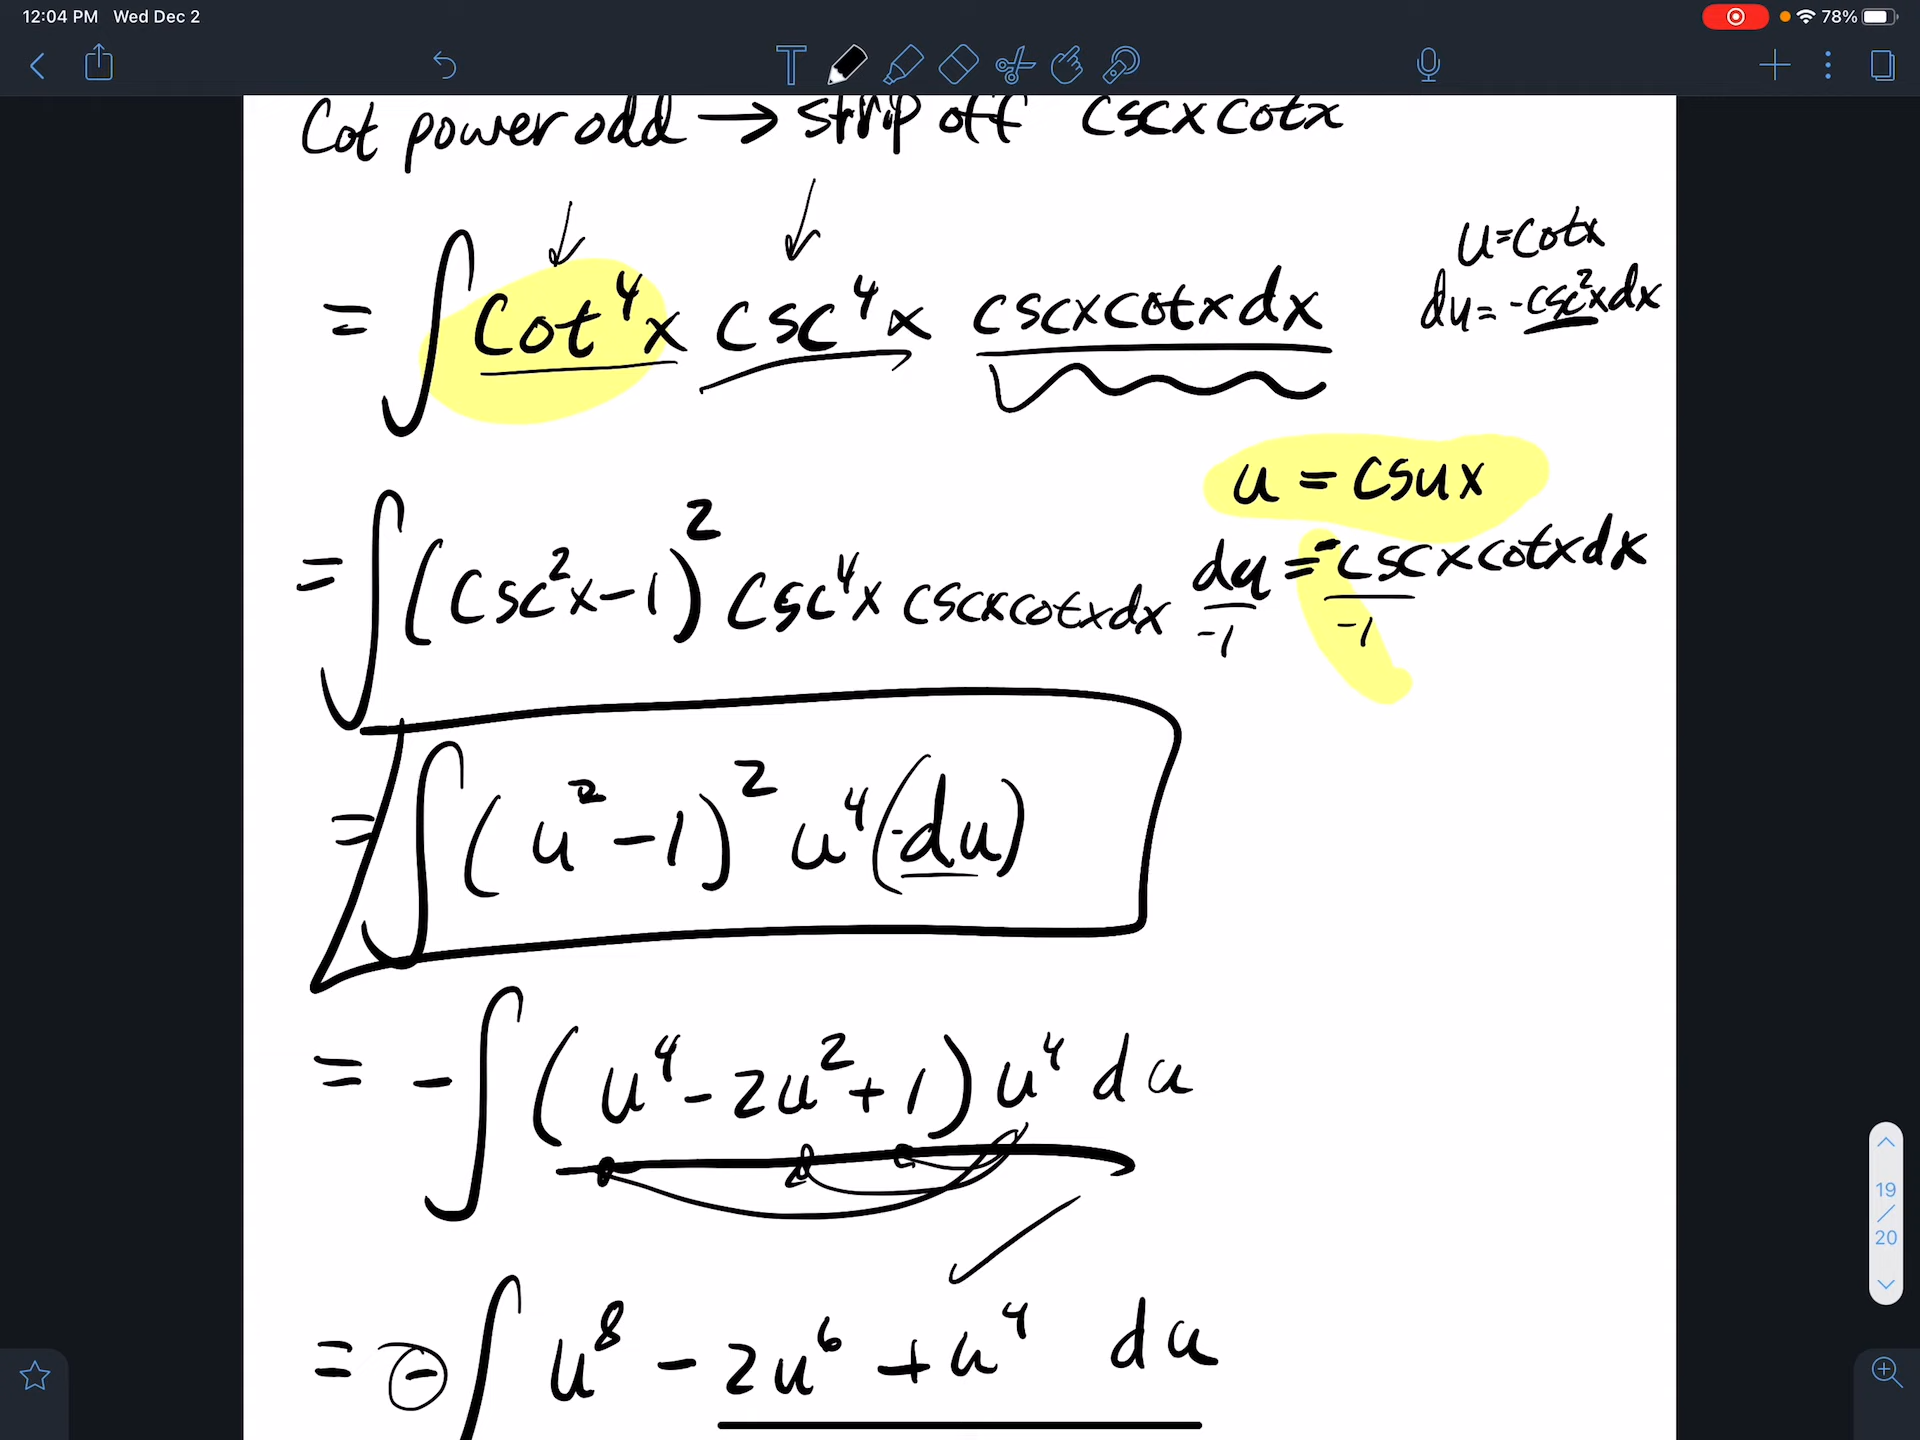 12:04 PM Wed Dec 2
78%
Cot power odd → strip off cscx cotx
u=cotx
du=-csc²xdx
= ∫ Cot⁴x csc⁴x cscxcotxdx
u = cscx
du = -cscxcotxdx
-1 -1
= ∫ (csc²x-1)² csc⁴x cscxcotxdx
= ∫ (u²-1)² u⁴(-du)
= -∫ (u⁴-2u²+1)u⁴ du
= -∫ u⁸ - 2u⁶ + u⁴ du
19
/
20